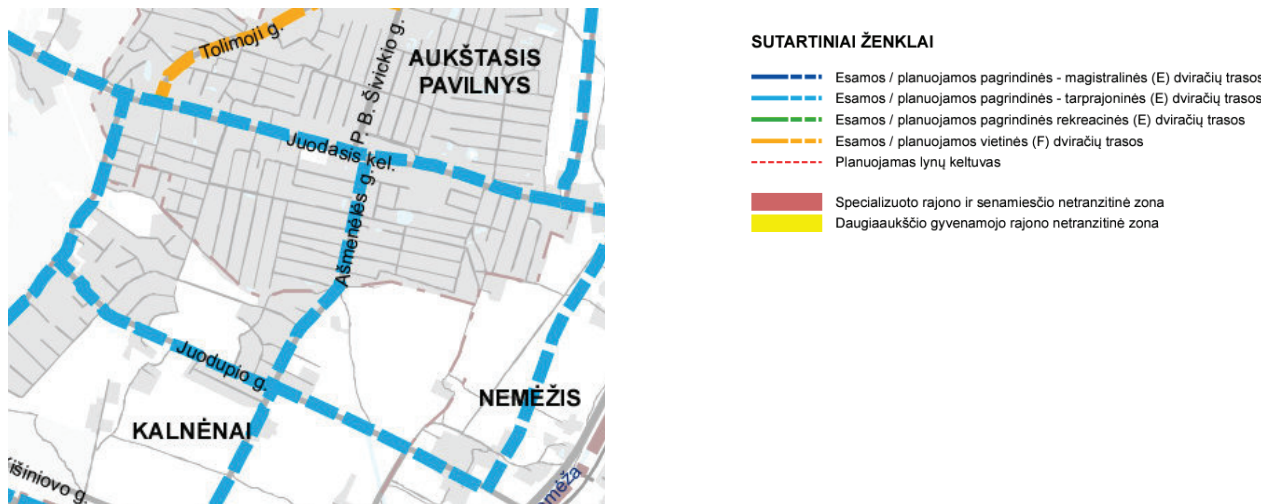 Tolimoji g.
P. B. Šivickio g.
AUKŠTASIS
PAVILNYS
Juodasis kel.
Ašmenėlės g.
Juodupio g.
NEMĖŽIS
KALNĖNAI
SUTARTINIAI ŽENKLAI
Esamos / planuojamos pagrindinės - magistralinės (E) dviračių trasos
Esamos / planuojamos pagrindinės - tarprajoninės (E) dviračių trasos
Esamos / planuojamos pagrindinės rekreacinės (E) dviračių trasos
Esamos / planuojamos vietinės (F) dviračių trasos
Planuojamas lynų keltuvas
Specializuoto rajono ir senamiesčio netranzitinė zona
Daugiaaukščio gyvenamojo rajono netranzitinė zona
išiniovo g.
emėža